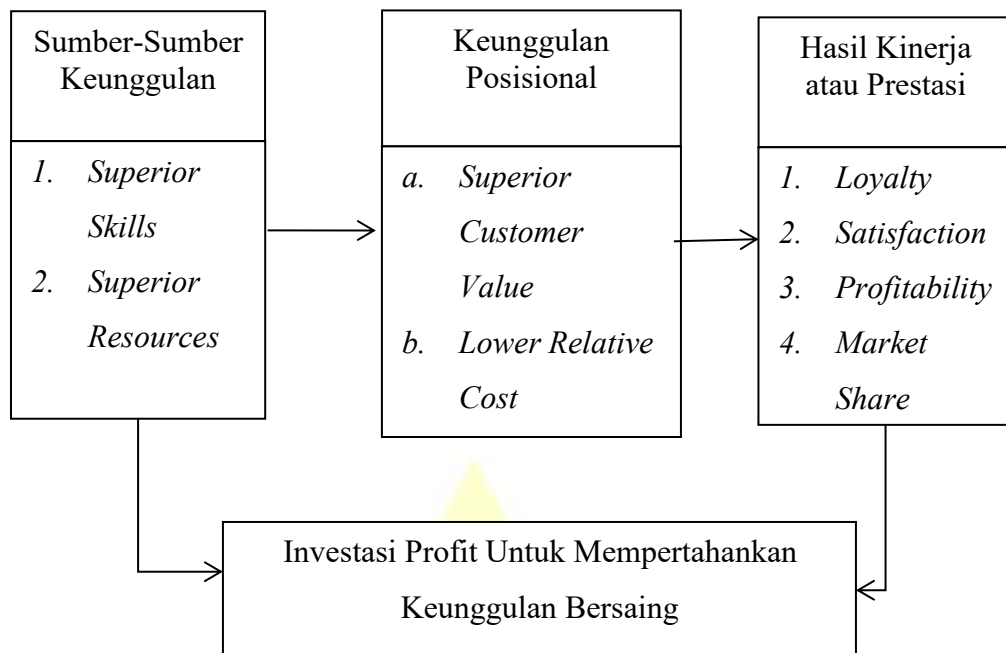 Sumber-Sumber
Keunggulan
1. Superior
Skills
2. Superior
Resources
Keunggulan
Posisional
a. Superior
Customer
Value
b. Lower Relative
Cost
Hasil Kinerja
atau Prestasi
1. Loyalty
2. Satisfaction
3. Profitability
4. Market
Share
Investasi Profit Untuk Mempertahankan
Keunggulan Bersaing